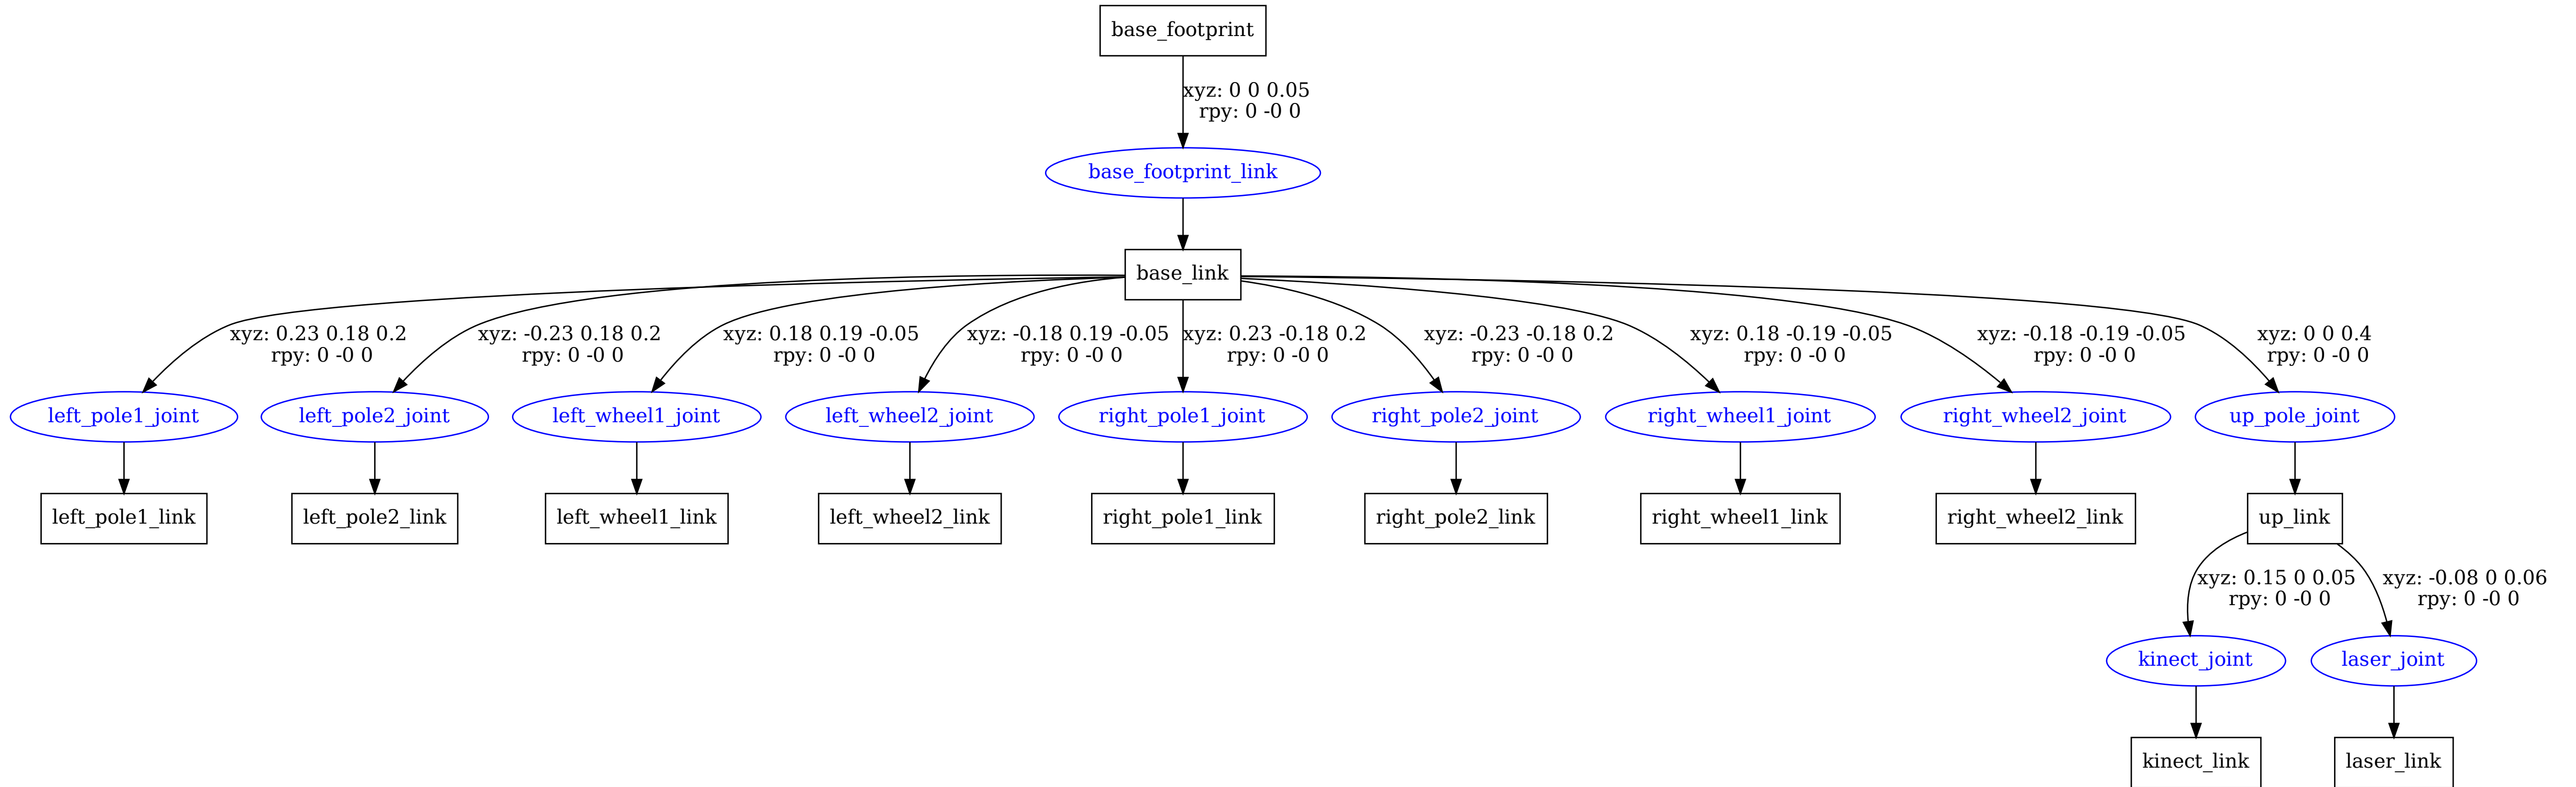 base_footprint
xyz: 0 0 0.05
rpy: 0 -0 0
base_footprint_link
base_link
xyz: 0.23 0.18 0.2
rpy: 0 -0 0
xyz: -0.23 0.18 0.2
rpy: 0 -0 0
xyz: 0.18 0.19 -0.05
rpy: 0 -0 0
xyz: -0.18 0.19 -0.05
rpy: 0 -0 0
xyz: 0.23 -0.18 0.2
rpy: 0 -0 0
xyz: -0.23 -0.18 0.2
rpy: 0 -0 0
xyz: 0.18 -0.19 -0.05
rpy: 0 -0 0
xyz: -0.18 -0.19 -0.05
rpy: 0 -0 0
xyz: 0 0 0.4
rpy: 0 -0 0
left_pole1_joint
left_pole2_joint
left_wheel1_joint
left_wheel2_joint
right_pole1_joint
right_pole2_joint
right_wheel1_joint
right_wheel2_joint
up_pole_joint
left_pole1_link
left_pole2_link
left_wheel1_link
left_wheel2_link
right_pole1_link
right_pole2_link
right_wheel1_link
right_wheel2_link
up_link
xyz: 0.15 0 0.05
rpy: 0 -0 0
xyz: -0.08 0 0.06
rpy: 0 -0 0
kinect_joint
laser_joint
kinect_link
laser_link